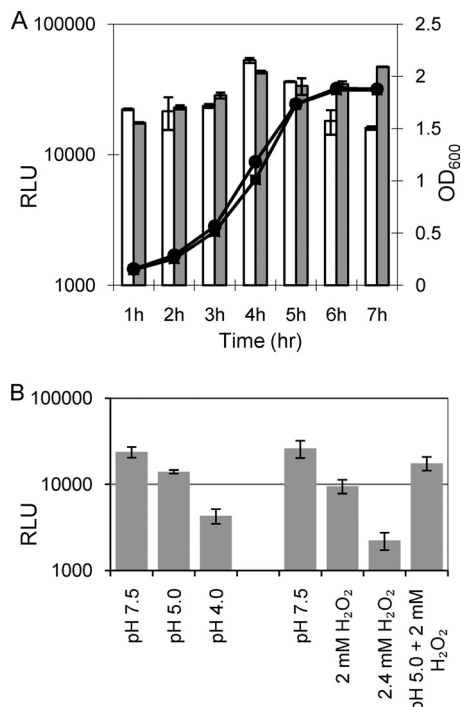 A
100000
10000
1000
RLU
2.5
2
1.5
1
0.5
0
OD600
1h 2h 3h 4h 5h 6h 7h
Time (hr)
B
100000
10000
1000
RLU
pH 7.5
pH 5.0
pH 4.0
pH 7.5
2 mM H2O2
2.4 mM H2O2
pH 5.0 + 2 mM
H2O2